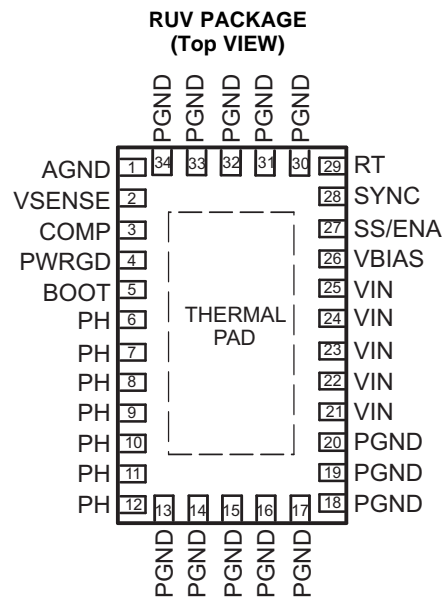 RUV PACKAGE
(Top VIEW)
PGND PGND PGND PGND PGND
34 33 32 31 30
AGND 1
VSENSE 2
COMP 3
PWRGD 4
BOOT 5
PH 6
PH 7
PH 8
PH 9
PH 10
PH 11
PH 12
THERMAL
PAD
29 RT
28 SYNC
27 SS/ENA
26 VBIAS
25 VIN
24 VIN
23 VIN
22 VIN
21 VIN
20 PGND
19 PGND
18 PGND
13 14 15 16 17
PGND PGND PGND PGND PGND